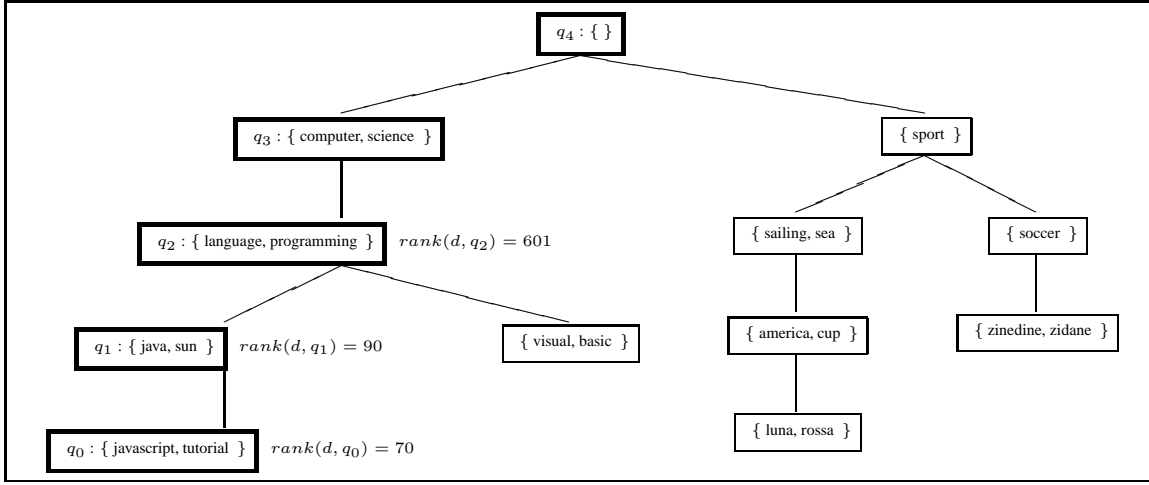 q4 : { }
q3 : { computer, science }
{ sport }
q2 : { language, programming } rank(d, q2) = 601
{ sailing, sea }
{ soccer }
q1 : { java, sun } rank(d, q1) = 90
{ visual, basic }
{ america, cup }
{ zinedine, zidane }
{ luna, rossa }
q0 : { javascript, tutorial } rank(d, q0) = 70